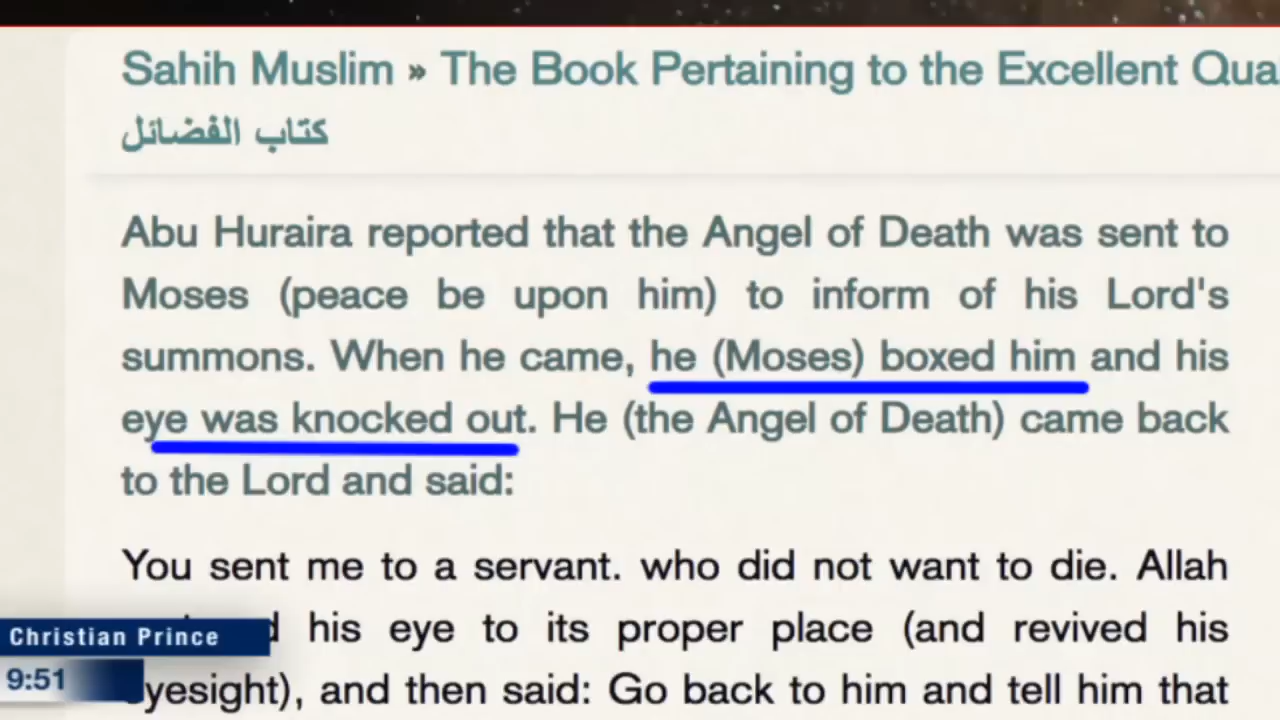 Sahih Muslim » The Book Pertaining to the Excellent
كتاب الفضائل
Abu Huraira reported that the Angel of Death was sent to
Moses (peace be upon him) to inform of his Lord's
summons. When he came, he (Moses) boxed him and his
eye was knocked out. He (the Angel of Death) came back
to the Lord and said:
You sent me to a servant. who did not want to die. Allah
his eye to its proper place (and revived his
eyesight), and then said: Go back to him and tell him that
Christian Prince
9:51